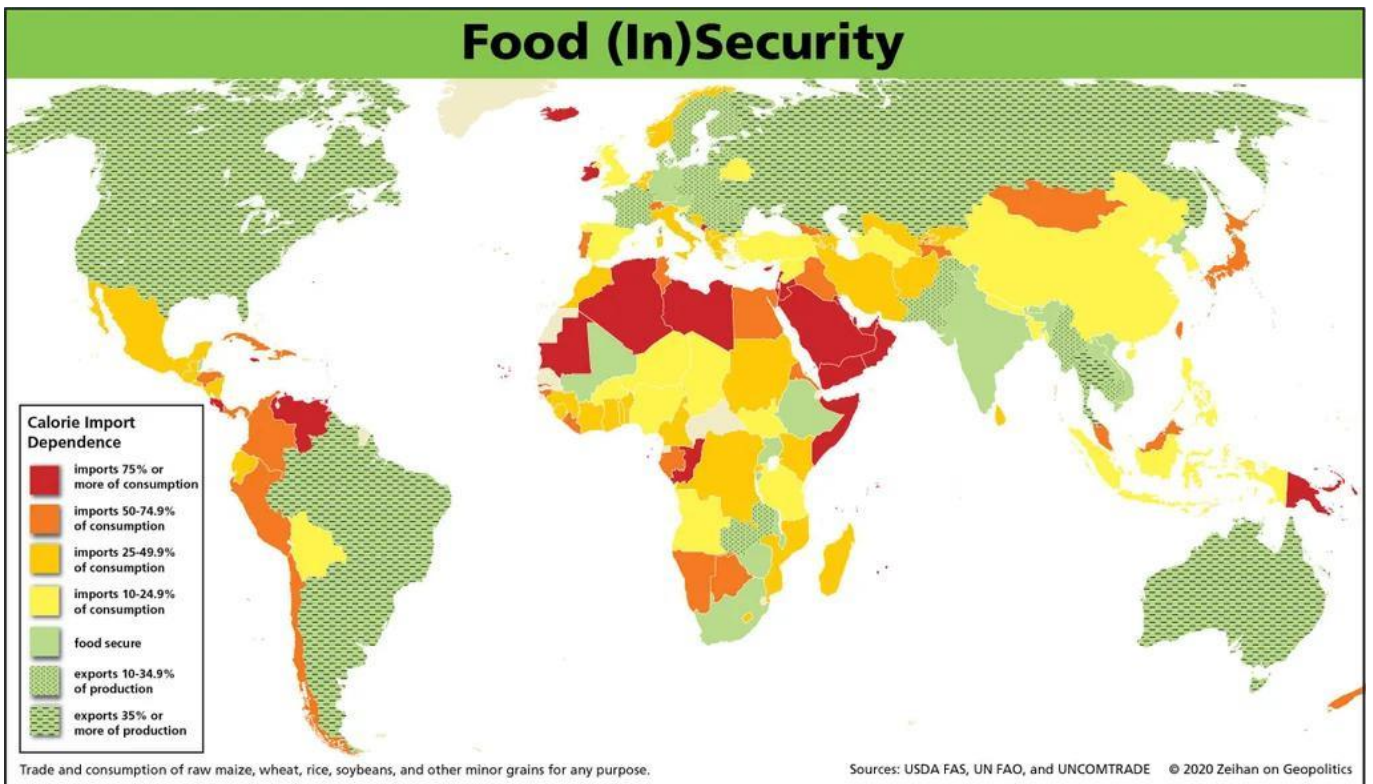 Food (In)Security
Calorie Import
Dependence
imports 75% or
more of consumption
imports 50-74.9%
of consumption
imports 25-49.9%
of consumption
imports 10-24.9%
of consumption
food secure
exports 10-34.9%
of production
exports 35% or
more of production
Trade and consumption of raw maize, wheat, rice, soybeans, and other minor grains for any purpose.
Sources: USDA FAS, UN FAO, and UNCOMTRADE © 2020 Zeihan on Geopolitics